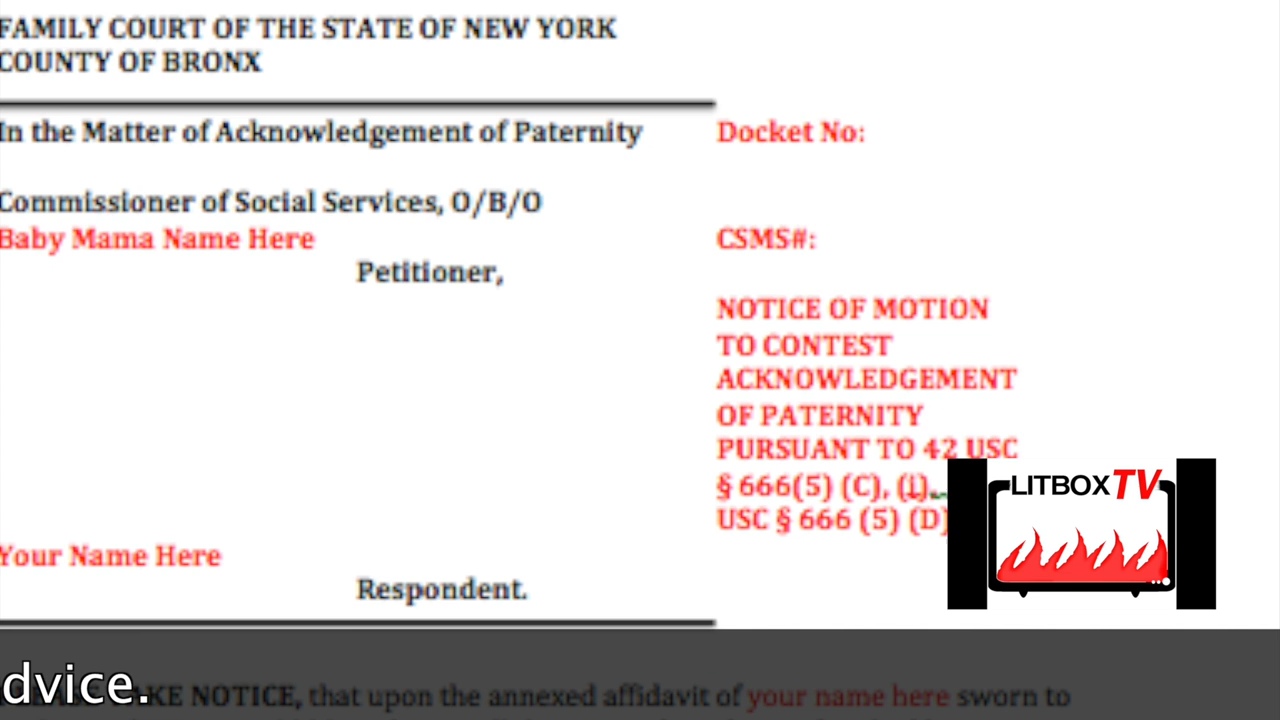 FAMILY COURT OF THE STATE OF NEW YORK
COUNTY OF BRONX
In the Matter of Acknowledgement of Paternity
Docket No:
Commissioner of Social Services, O/B/O
Baby Mama Name Here
CSMS#:
Petitioner,
NOTICE OF MOTION
TO CONTEST
ACKNOWLEDGEMENT
OF PATERNITY
PURSUANT TO 42 USC
§ 666(5) (C), (i),
USC § 666 (5) (D)
LITBOXTV
Your Name Here
Respondent.
dvice.
KE NOTICE, that upon the annexed affidavit of your name here sworn to